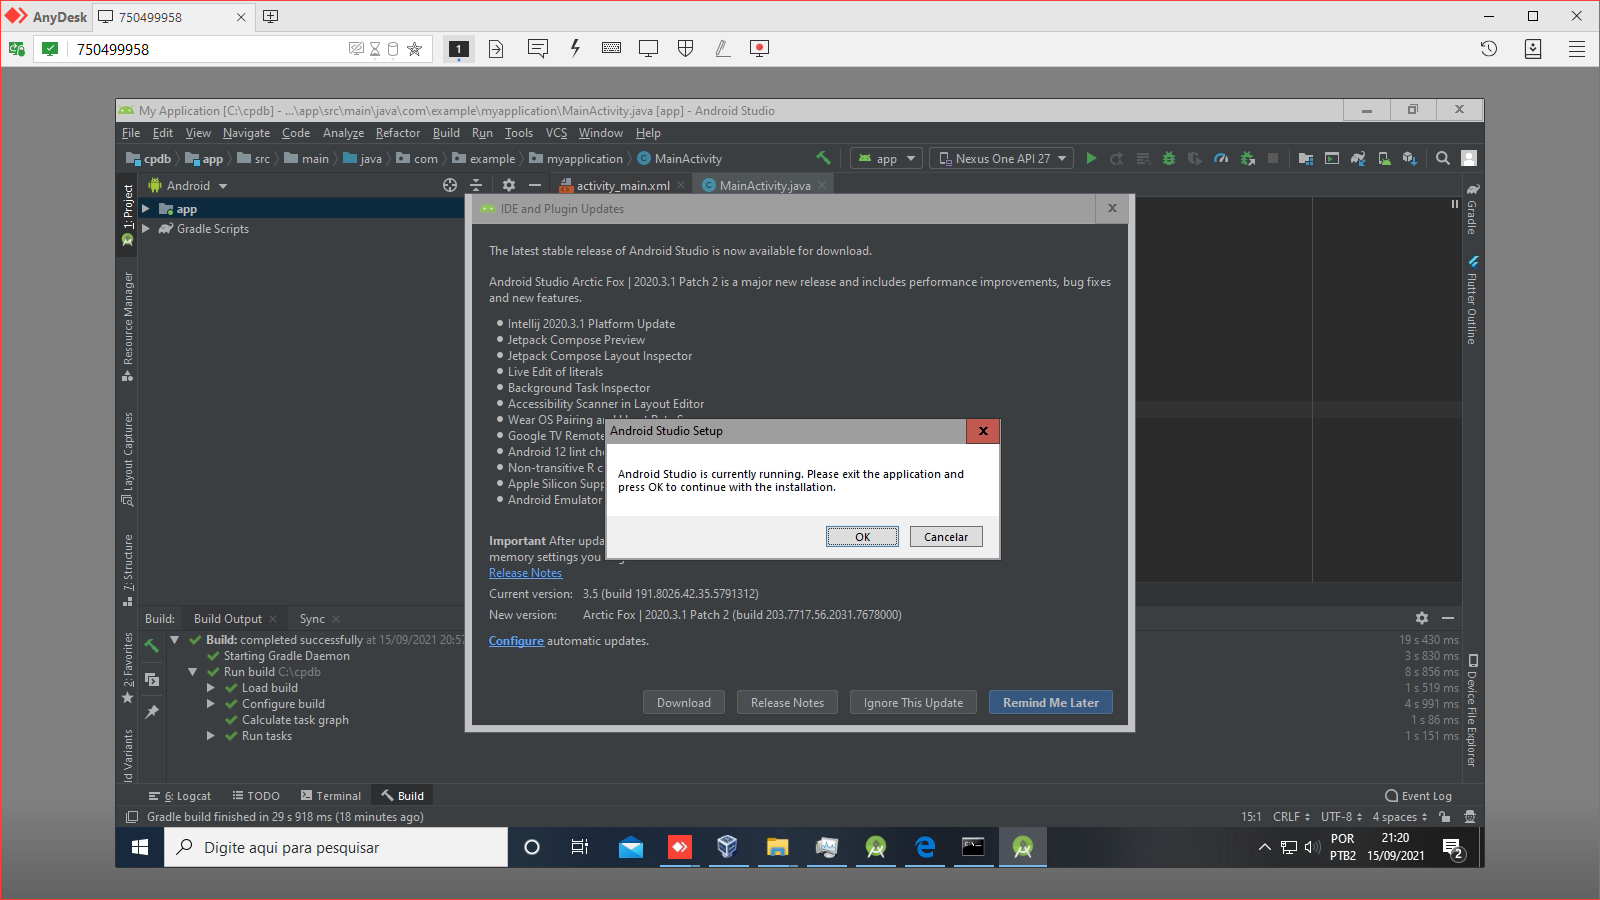 AnyDesk
750499958
750499958
1
My Application [C:\cpdb] - ...\app\src\main\java\com\example\myapplication\MainActivity.java [app] - Android Studio
File Edit View Navigate Code Analyze Refactor Build Run Tools VCS Window Help
cpdb app src main java com example myapplication MainActivity
app
Nexus One API 27
Android
activity_main.xml
MainActivity.java
1: Project
Resource Manager
Layout Captures
7: Structure
2: Favorites
ld Variants
app
Gradle Scripts
Gradle
Flutter Outline
Device File Explorer
IDE and Plugin Updates
The latest stable release of Android Studio is now available for download.
Android Studio Arctic Fox | 2020.3.1 Patch 2 is a major new release and includes performance improvements, bug fixes
and new features.
Intellij 2020.3.1 Platform Update
Jetpack Compose Preview
Jetpack Compose Layout Inspector
Live Edit of literals
Background Task Inspector
Accessibility Scanner in Layout Editor
Wear OS Pairing
Google TV Remote
Android 12 lint
Non-transitive R
Apple Silicon
Android Emulator
Android Studio Setup
Android Studio is currently running. Please exit the application and
press OK to continue with the installation.
OK
Cancelar
Important After
memory settings you
Release Notes
Current version: 3.5 (build 191.8026.42.35.5791312)
New version: Arctic Fox | 2020.3.1 Patch 2 (build 203.7717.56.2031.7678000)
Configure automatic updates.
Download
Release Notes
Ignore This Update
Remind Me Later
Build: Build Output Sync
Build: completed successfully at 15/09/2021 20:57
19 s 430 ms
Starting Gradle Daemon
3 s 830 ms
Run build C:\cpdb
8 s 856 ms
Load build
1 s 519 ms
Configure build
4 s 991 ms
Calculate task graph
1 s 86 ms
Run tasks
1 s 151 ms
6: Logcat TODO Terminal Build
Event Log
Gradle build finished in 29 s 918 ms (18 minutes ago)
15:1 CRLF UTF-8 4 spaces
Digite aqui para pesquisar
POR
PTB2
21:20
15/09/2021
2